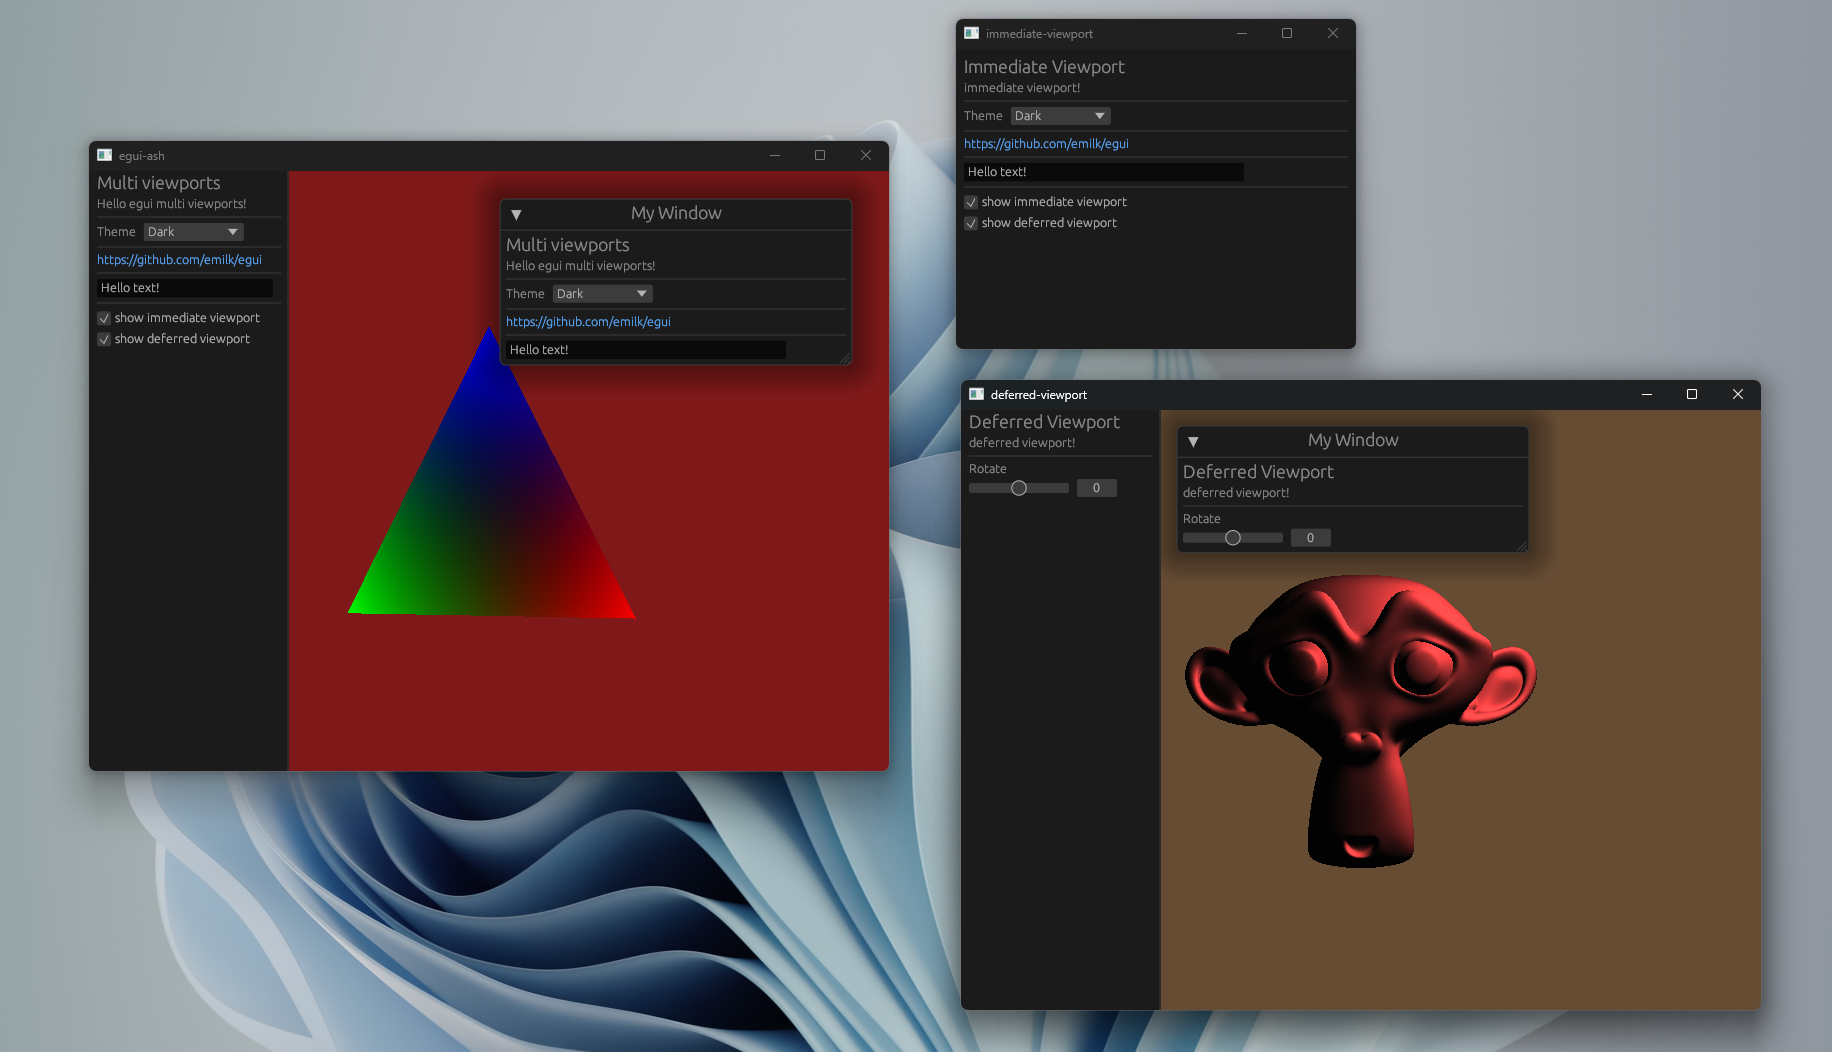 egui-ash
Multi viewports
Hello egui multi viewports!
Theme Dark
https://github.com/emilk/egui
Hello text!
show immediate viewport
show deferred viewport
My Window
Multi viewports
Hello egui multi viewports!
Theme Dark
https://github.com/emilk/egui
Hello text!
immediate-viewport
Immediate Viewport
immediate viewport!
Theme Dark
https://github.com/emilk/egui
Hello text!
show immediate viewport
show deferred viewport
deferred-viewport
Deferred Viewport
deferred viewport!
Rotate
0
My Window
Deferred Viewport
deferred viewport!
Rotate
0